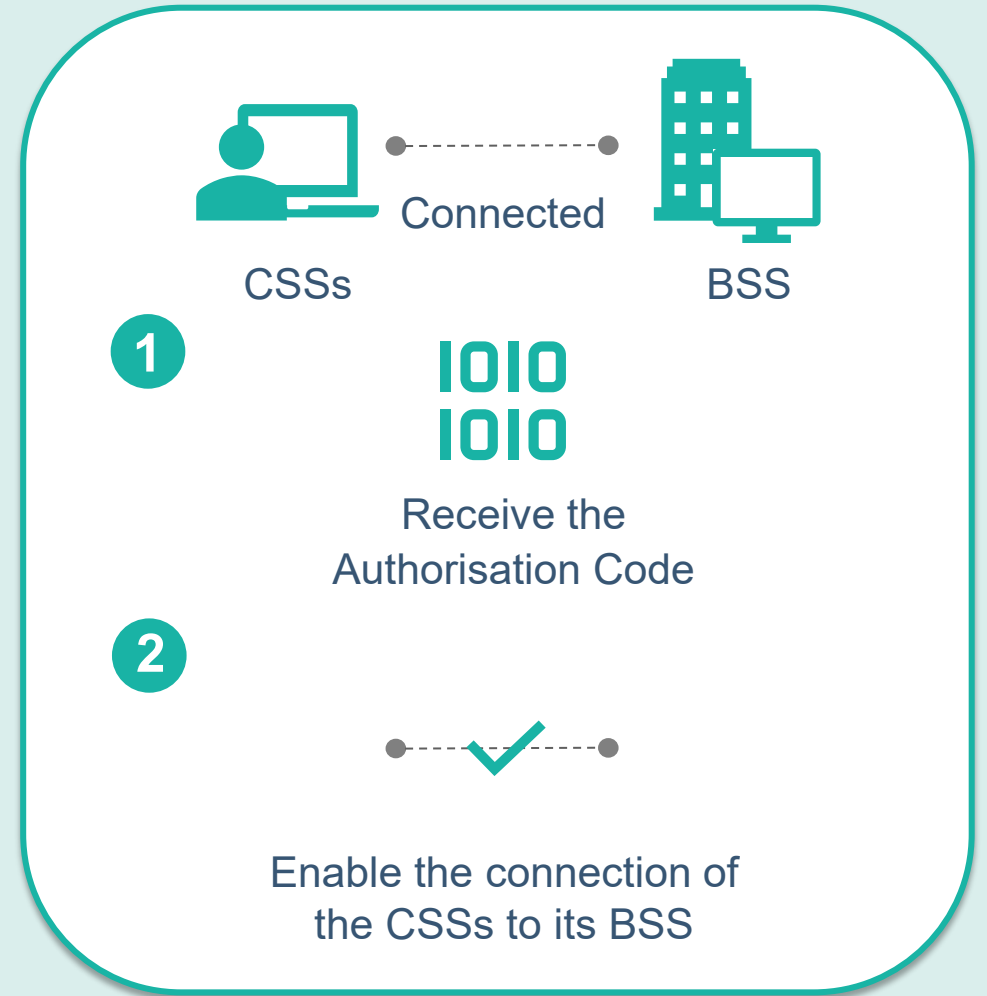 Connected
CSSs
BSS
1
1010
1010
Receive the
Authorisation Code
2
Enable the connection of
the CSSs to its BSS